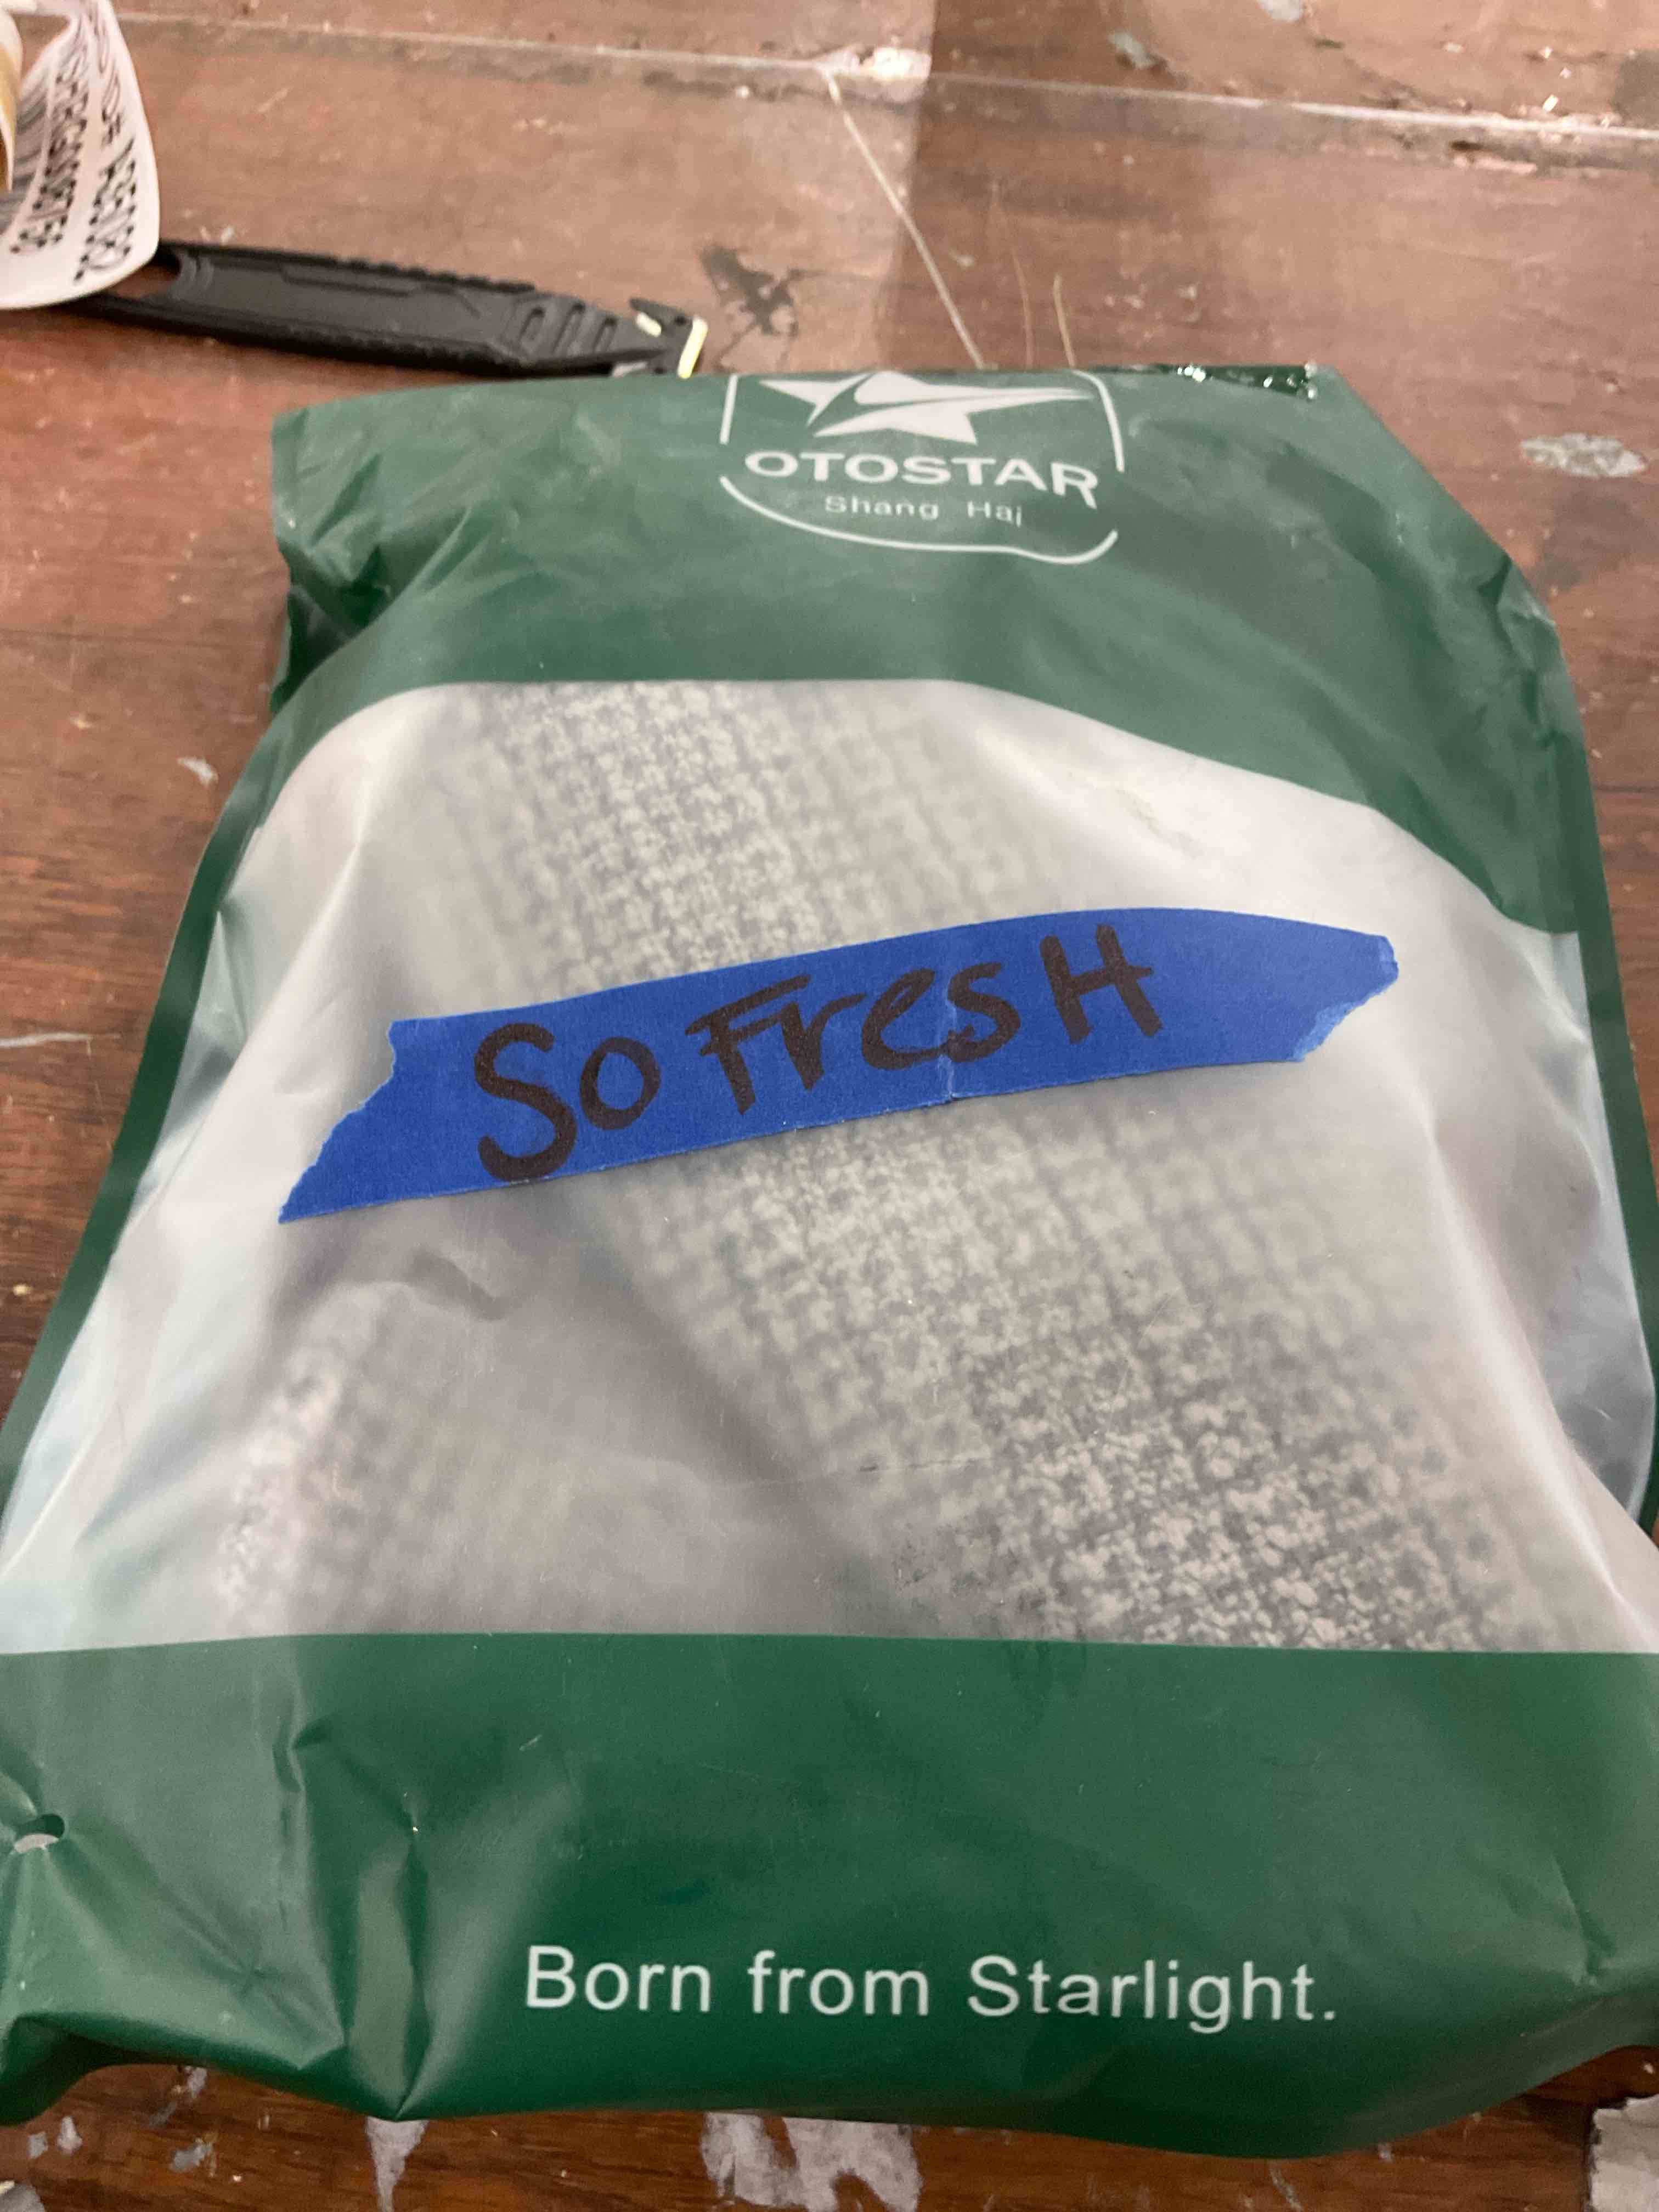 OTOSTAR
Shang Hai
So FresH
Born from Starlight.